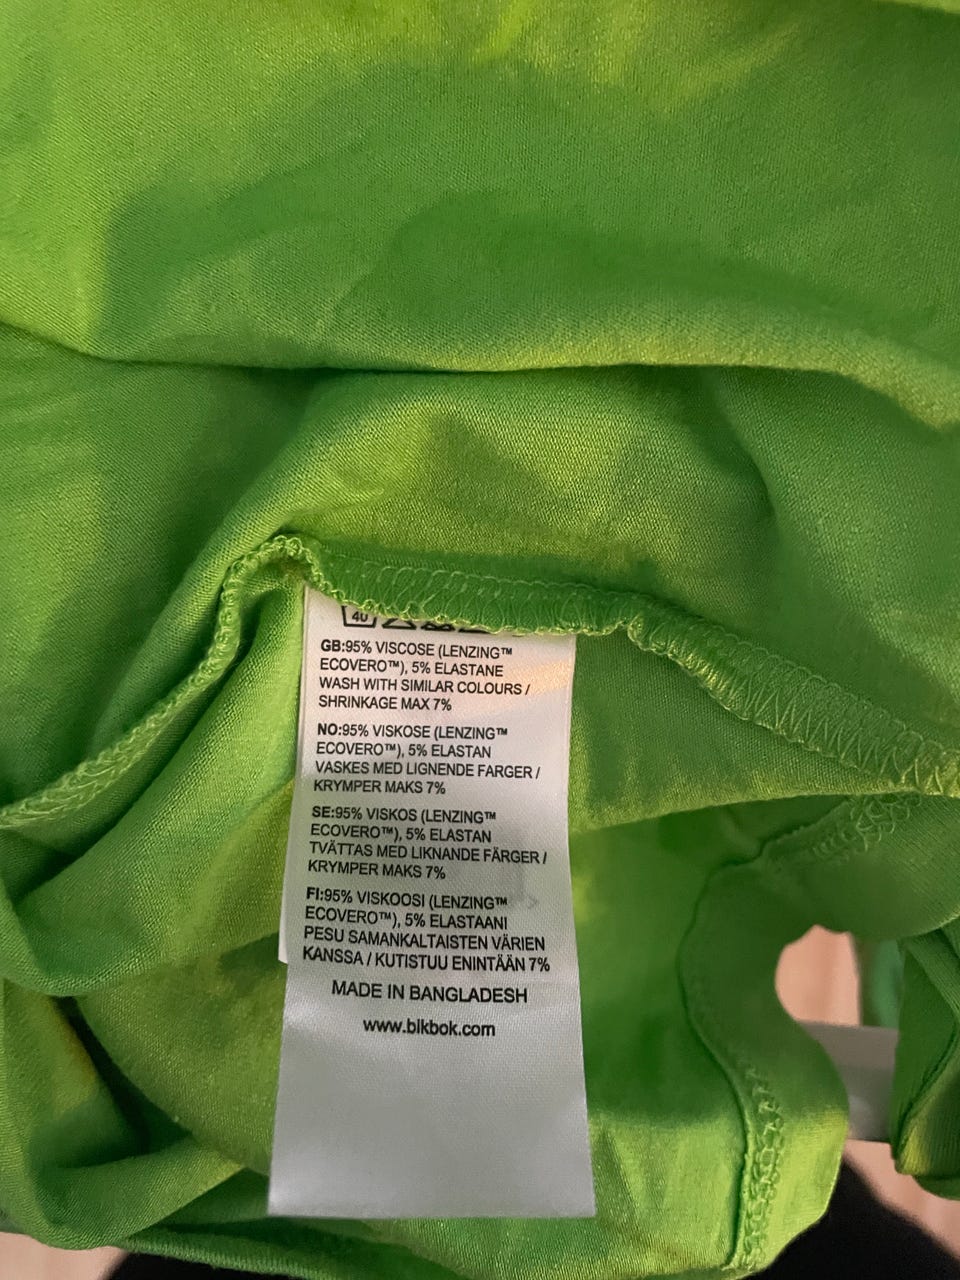 40
GB:95% VISCOSE (LENZING™
ECOVERO™), 5% ELASTANE
WASH WITH SIMILAR COLOURS /
SHRINKAGE MAX 7%
NO:95% VISKOSE (LENZING™
ECOVERO™), 5% ELASTAN
VASKES MED LIGNENDE FARGER /
KRYMPER MAKS 7%
SE:95% VISKOS (LENZING™
ECOVERO™), 5% ELASTAN
TVÄTTAS MED LIKNANDE FÄRGER /
KRYMPER MAKS 7%
FI:95% VISKOOSI (LENZING™
ECOVERO™), 5% ELASTAANI
PESU SAMANKALTAISTEN VÄRIEN
KANSSA / KUTISTUU ENINTÄÄN 7%
MADE IN BANGLADESH
www.bikbok.com